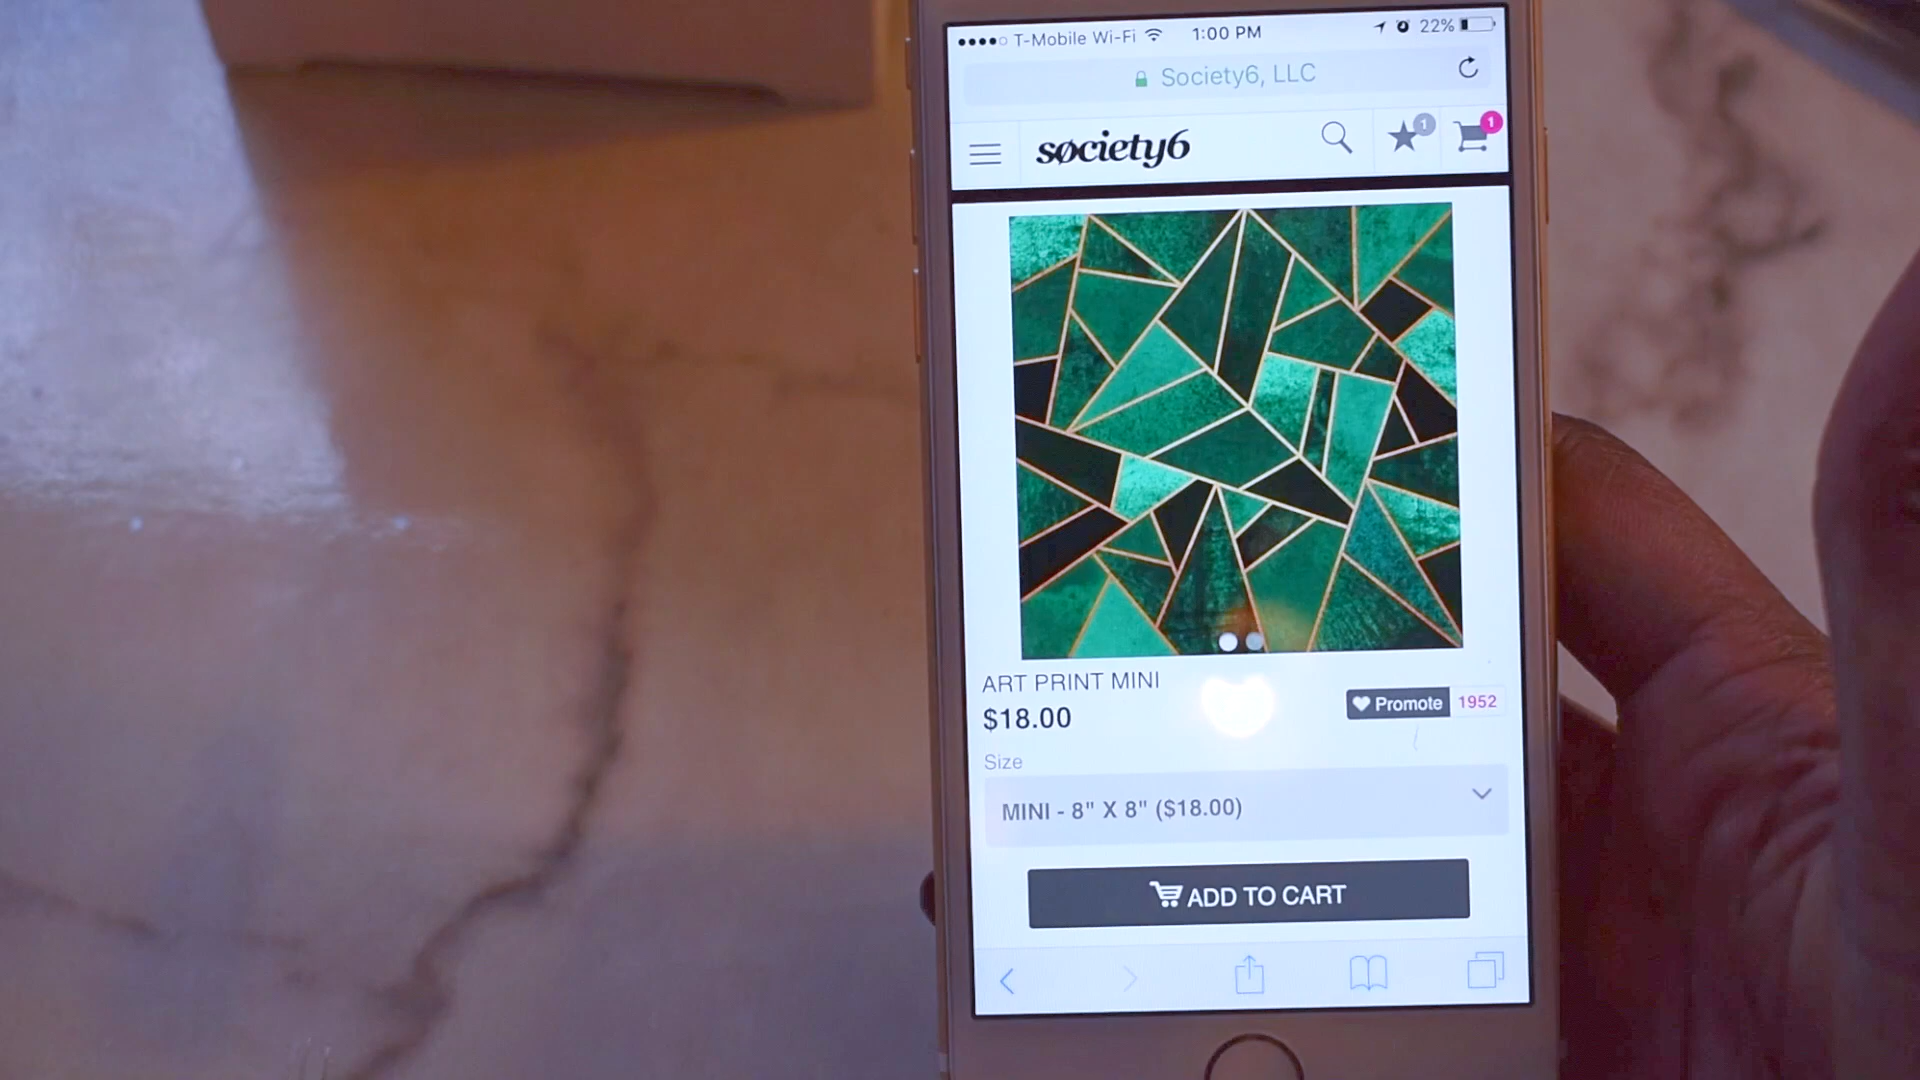 T-Mobile Wi-Fi 1:00 PM 22%
Society6, LLC
society6 1 1
ART PRINT MINI
$18.00
Promote 1952
Size
MINI - 8" X 8" ($18.00)
ADD TO CART